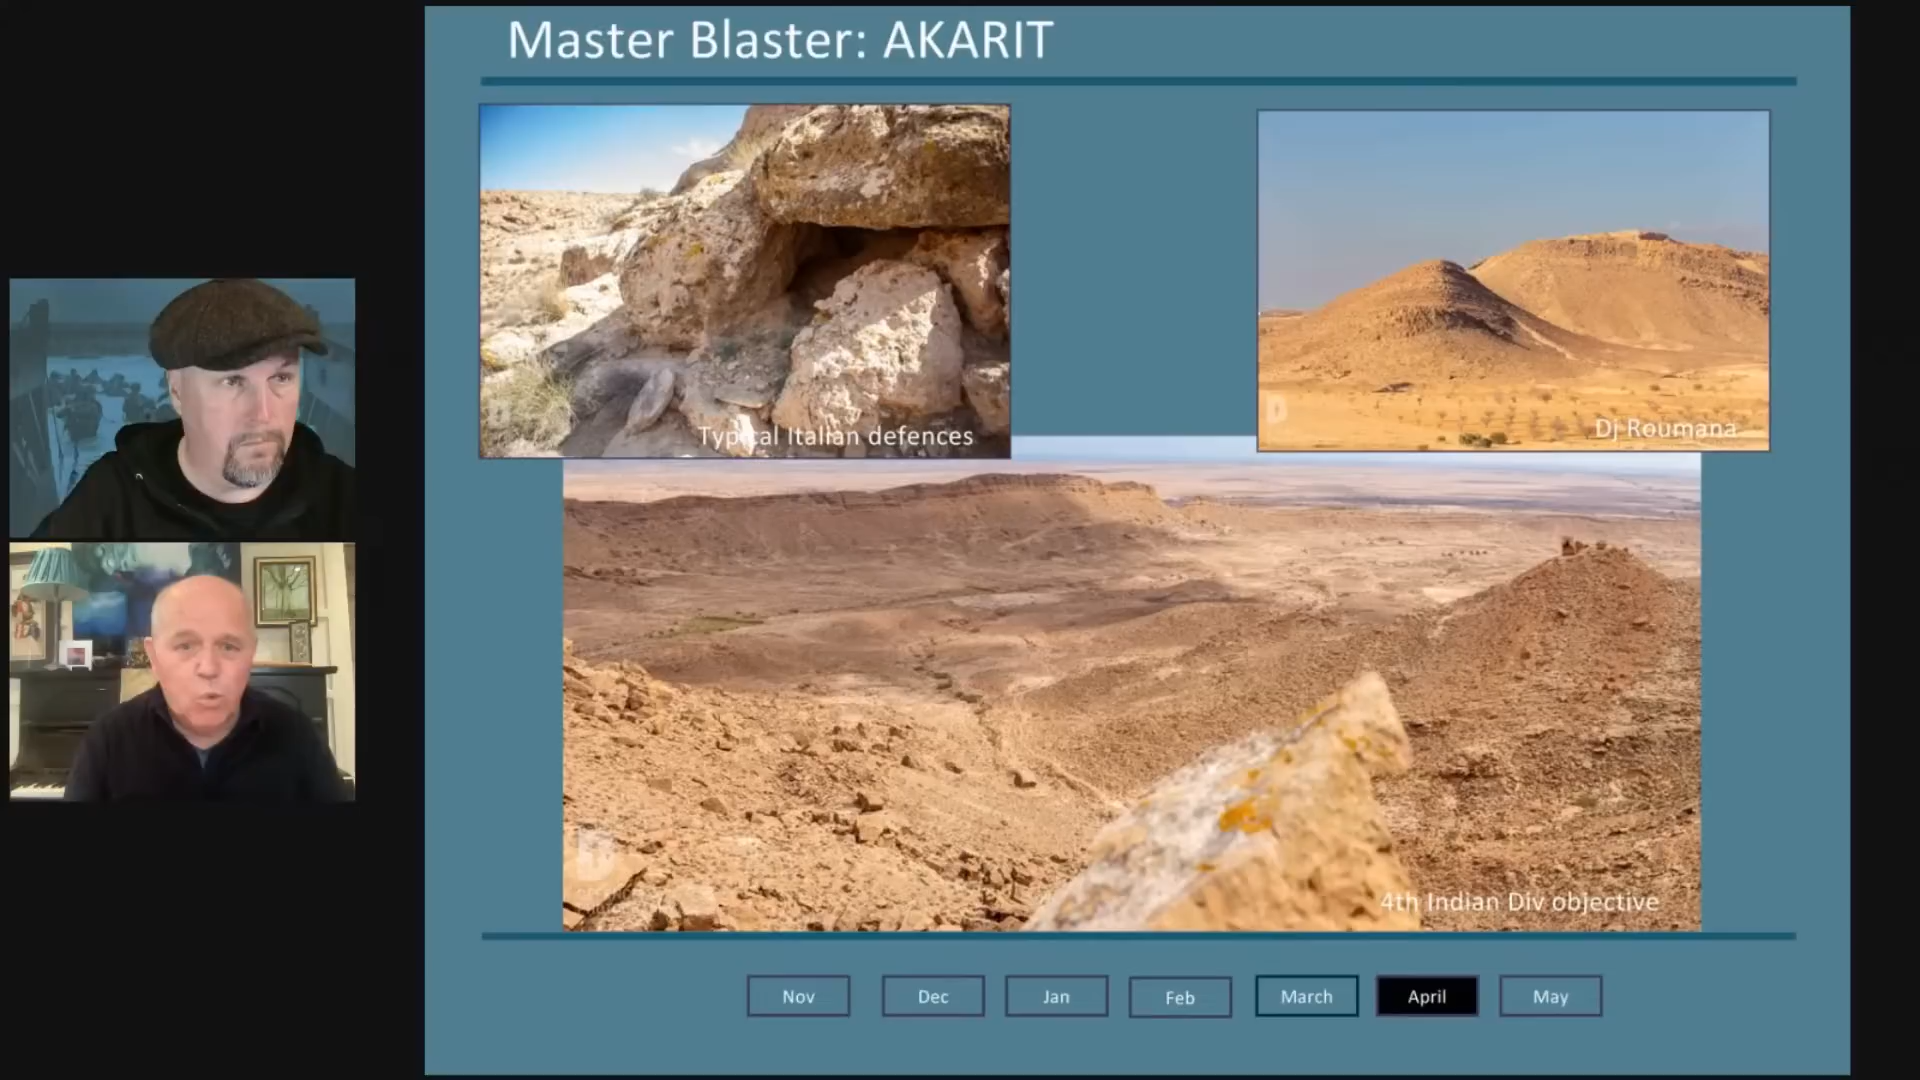 Master Blaster: AKARIT
Typical Italian defences
Dj Roumana
4th Indian Div objective
Nov
Dec
Jan
Feb
March
April
May